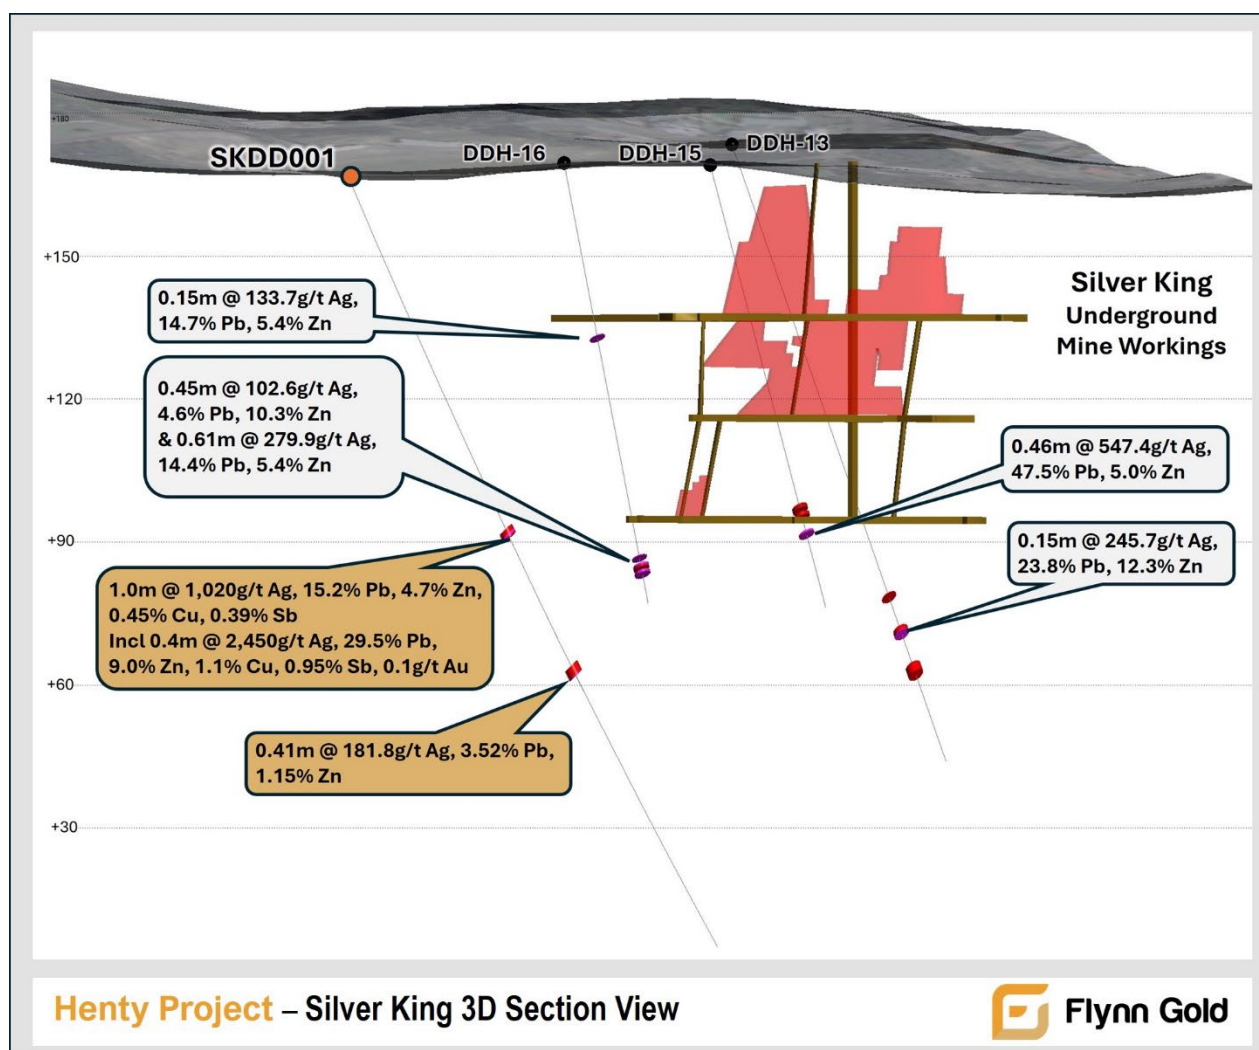 +180
SKDD001
DDH-16
DDH-15
DDH-13
+150
0.15m @ 133.7g/t Ag,
14.7% Pb, 5.4% Zn
Silver King
Underground
Mine Workings
+120
0.45m @ 102.6g/t Ag,
4.6% Pb, 10.3% Zn
& 0.61m @ 279.9g/t Ag,
14.4% Pb, 5.4% Zn
0.46m @ 547.4g/t Ag,
47.5% Pb, 5.0% Zn
+90
0.15m @ 245.7g/t Ag,
23.8% Pb, 12.3% Zn
1.0m @ 1,020g/t Ag, 15.2% Pb, 4.7% Zn,
0.45% Cu, 0.39% Sb
Incl 0.4m @ 2,450g/t Ag, 29.5% Pb,
9.0% Zn, 1.1% Cu, 0.95% Sb, 0.1g/t Au
+60
0.41m @ 181.8g/t Ag, 3.52% Pb,
1.15% Zn
+30
Henty Project – Silver King 3D Section View
Flynn Gold